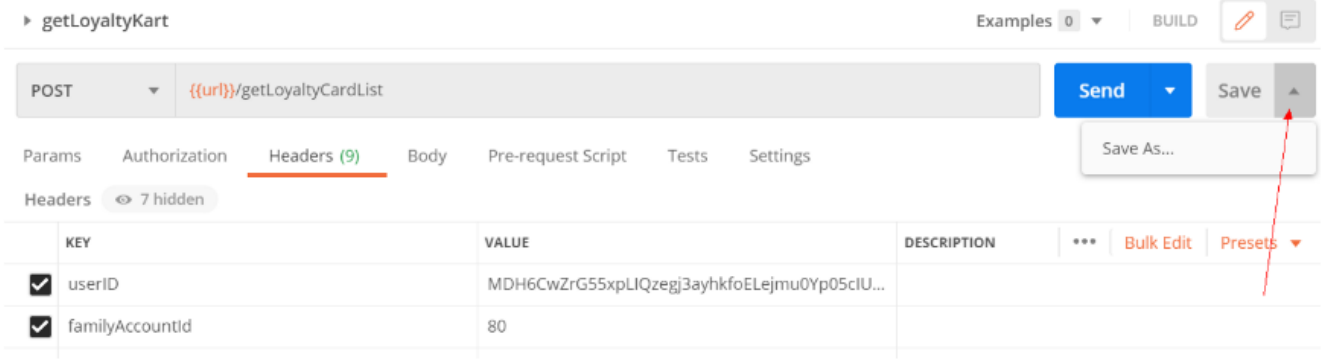 getLoyaltyKart Examples 0 BUILD
POST {{url}}/getLoyaltyCardList Send Save
Save As...
Params Authorization Headers (9) Body Pre-request Script Tests Settings
Headers 7 hidden
KEY VALUE DESCRIPTION ••• Bulk Edit Presets
userID MDH6CwZrG55xpLIQzegj3ayhkfoELejmu0Yp05cIU...
familyAccountId 80